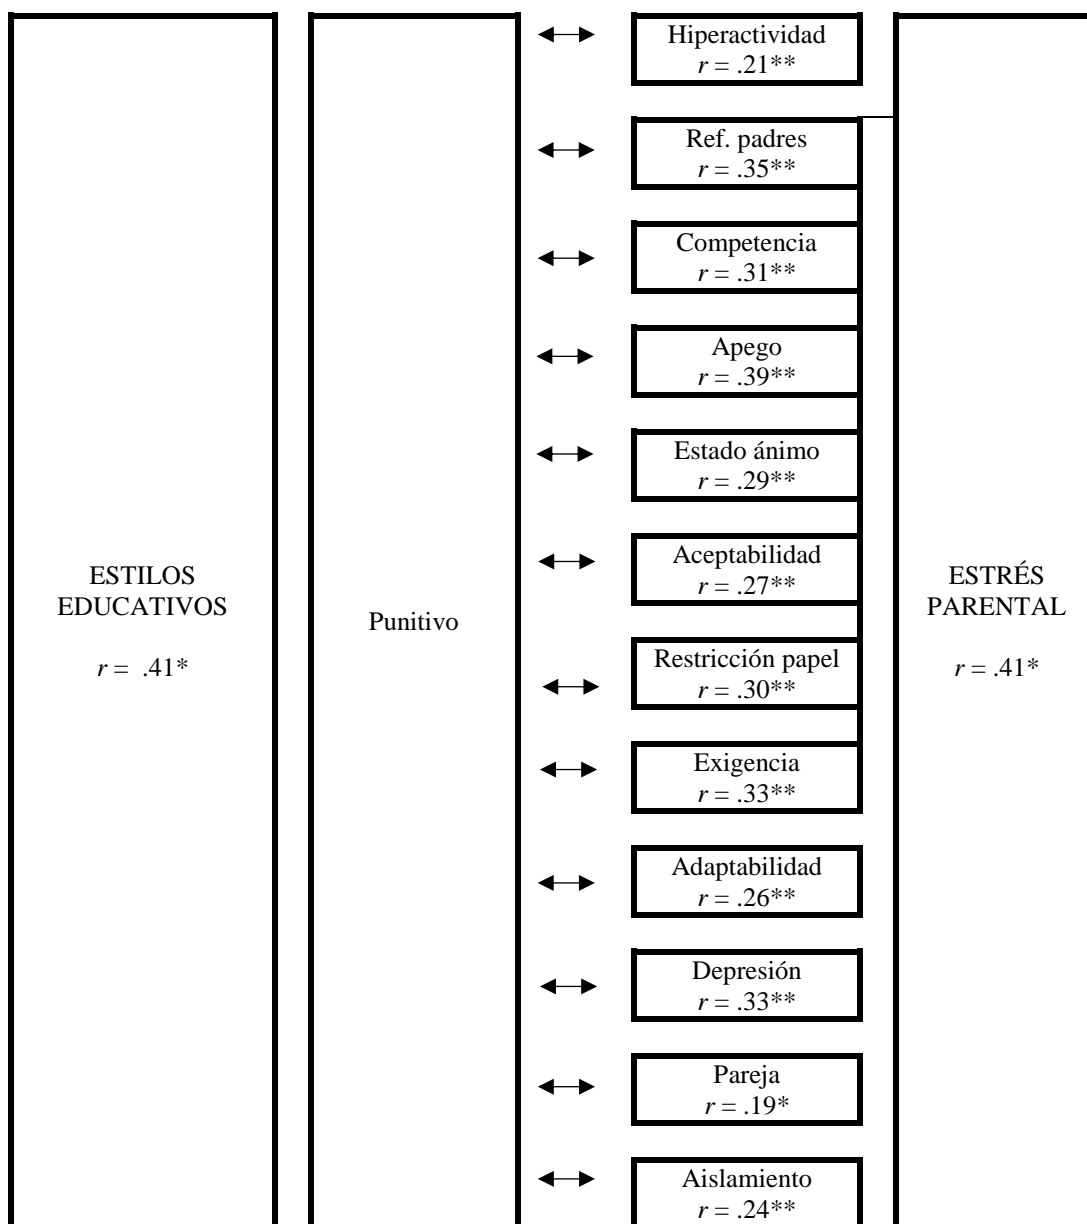 Hiperactividad
r = .21**
Ref. padres
r = .35**
Competencia
r = .31**
Apego
r = .39**
Estado ánimo
r = .29**
Aceptabilidad
r = .27**
ESTILOS
EDUCATIVOS
r = .41*
Punitivo
ESTRÉS
PARENTAL
r = .41*
Restricción papel
r = .30**
Exigencia
r = .33**
Adaptabilidad
r = .26**
Depresión
r = .33**
Pareja
r = .19*
Aislamiento
r = .24**